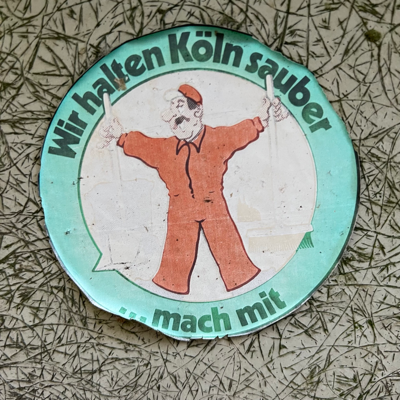 Wir halten Köln sauber
...mach mit